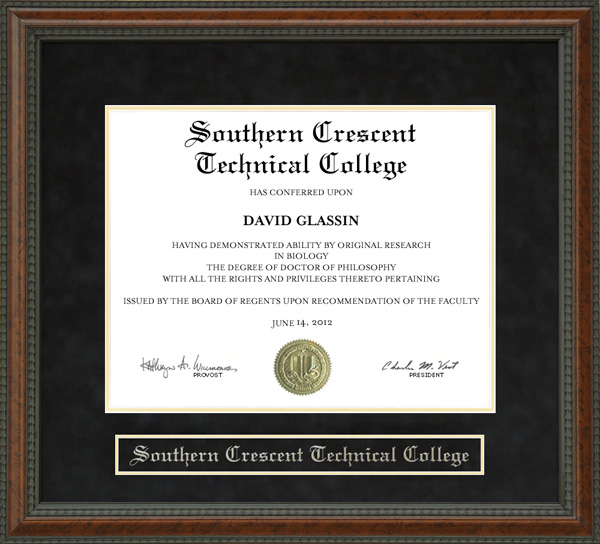 Southern Crescent
Technical College
HAS CONFERRED UPON
DAVID GLASSIN
HAVING DEMONSTRATED ABILITY BY ORIGINAL RESEARCH
IN BIOLOGY
THE DEGREE OF DOCTOR OF PHILOSOPHY
WITH ALL THE RIGHTS AND PRIVILEGES THERETO PERTAINING
ISSUED BY THE BOARD OF REGENTS UPON RECOMMENDATION OF THE FACULTY
JUNE 14, 2012
Charles M. Vest
PROVOST
PRESIDENT
Southern Crescent Technical College